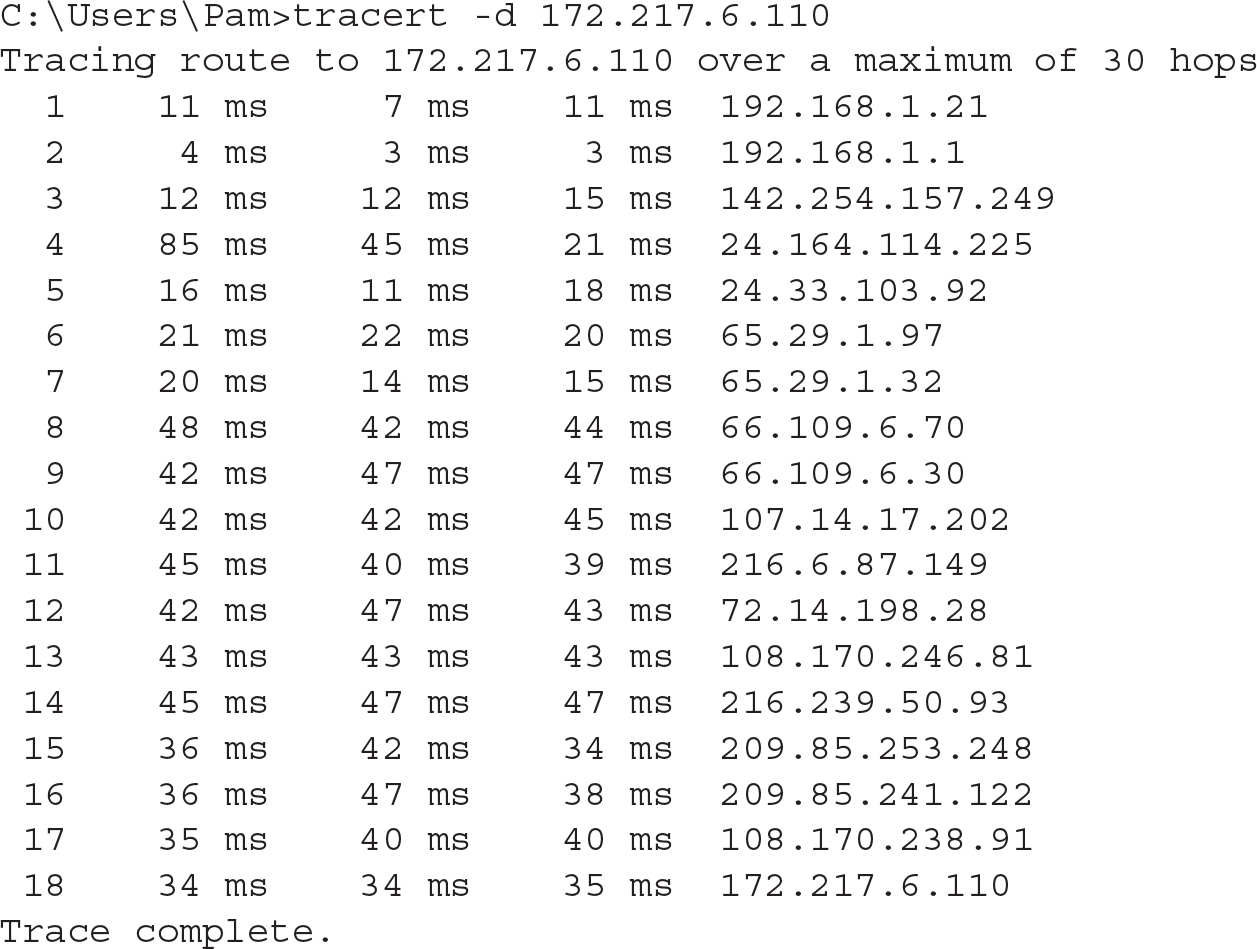 C:\Users\Pam>tracert -d 172.217.6.110
Tracing route to 172.217.6.110 over a maximum of 30 hops
1 11 ms 7 ms 11 ms 192.168.1.21
2 4 ms 3 ms 3 ms 192.168.1.1
3 12 ms 12 ms 15 ms 142.254.157.249
4 85 ms 45 ms 21 ms 24.164.114.225
5 16 ms 11 ms 18 ms 24.33.103.92
6 21 ms 22 ms 20 ms 65.29.1.97
7 20 ms 14 ms 15 ms 65.29.1.32
8 48 ms 42 ms 44 ms 66.109.6.70
9 42 ms 47 ms 47 ms 66.109.6.30
10 42 ms 42 ms 45 ms 107.14.17.202
11 45 ms 40 ms 39 ms 216.6.87.149
12 42 ms 47 ms 43 ms 72.14.198.28
13 43 ms 43 ms 43 ms 108.170.246.81
14 45 ms 47 ms 47 ms 216.239.50.93
15 36 ms 42 ms 34 ms 209.85.253.248
16 36 ms 47 ms 38 ms 209.85.241.122
17 35 ms 40 ms 40 ms 108.170.238.91
18 34 ms 34 ms 35 ms 172.217.6.110
Trace complete.